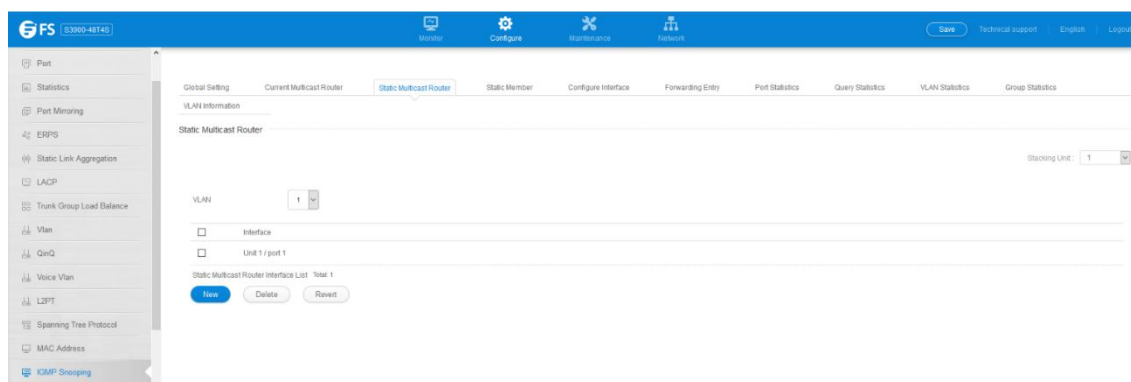 FS S3900-48T4S
Monitor Configure Maintenance Network
Save Technical support English Logout
Port
Statistics
Port Mirroring
ERPS
Static Link Aggregation
LACP
Trunk Group Load Balance
Vlan
QinQ
Voice Vlan
L2PT
Spanning Tree Protocol
MAC Address
IGMP Snooping
Global Setting Current Multicast Router Static Multicast Router Static Member Configure Interface Forwarding Entry Port Statistics Query Statistics VLAN Statistics Group Statistics
VLAN Information
Static Multicast Router
Stacking Unit : 1
VLAN 1
Interface
Unit 1 / port 1
Static Multicast Router Interface List Total: 1
New Delete Revert